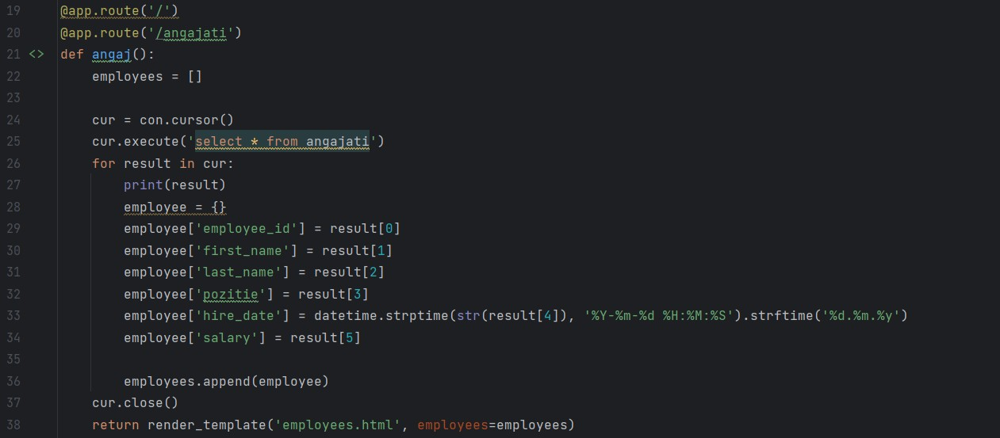 19 @app.route('/')
20 @app.route('/angajati')
21 <> def angaj():
22     employees = []
23
24     cur = con.cursor()
25     cur.execute('select * from angajati')
26     for result in cur:
27         print(result)
28         employee = {}
29         employee['employee_id'] = result[0]
30         employee['first_name'] = result[1]
31         employee['last_name'] = result[2]
32         employee['pozitie'] = result[3]
33         employee['hire_date'] = datetime.strptime(str(result[4]), '%Y-%m-%d %H:%M:%S').strftime('%d.%m.%y')
34         employee['salary'] = result[5]
35
36         employees.append(employee)
37     cur.close()
38     return render_template('employees.html', employees=employees)